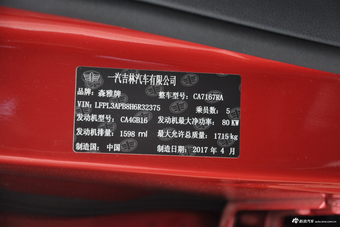 一汽吉林汽车有限公司
品牌: 森雅牌 整车型号: CA7167NA
VIN: LFPL3APB8H6R32375 乘员数: 5
发动机型号: CA4GB16 发动机最大净功率: 80 KW
发动机排量: 1598 ml 最大允许总质量: 1715 kg
制造国: 中国 制造日期: 2017 年 4 月